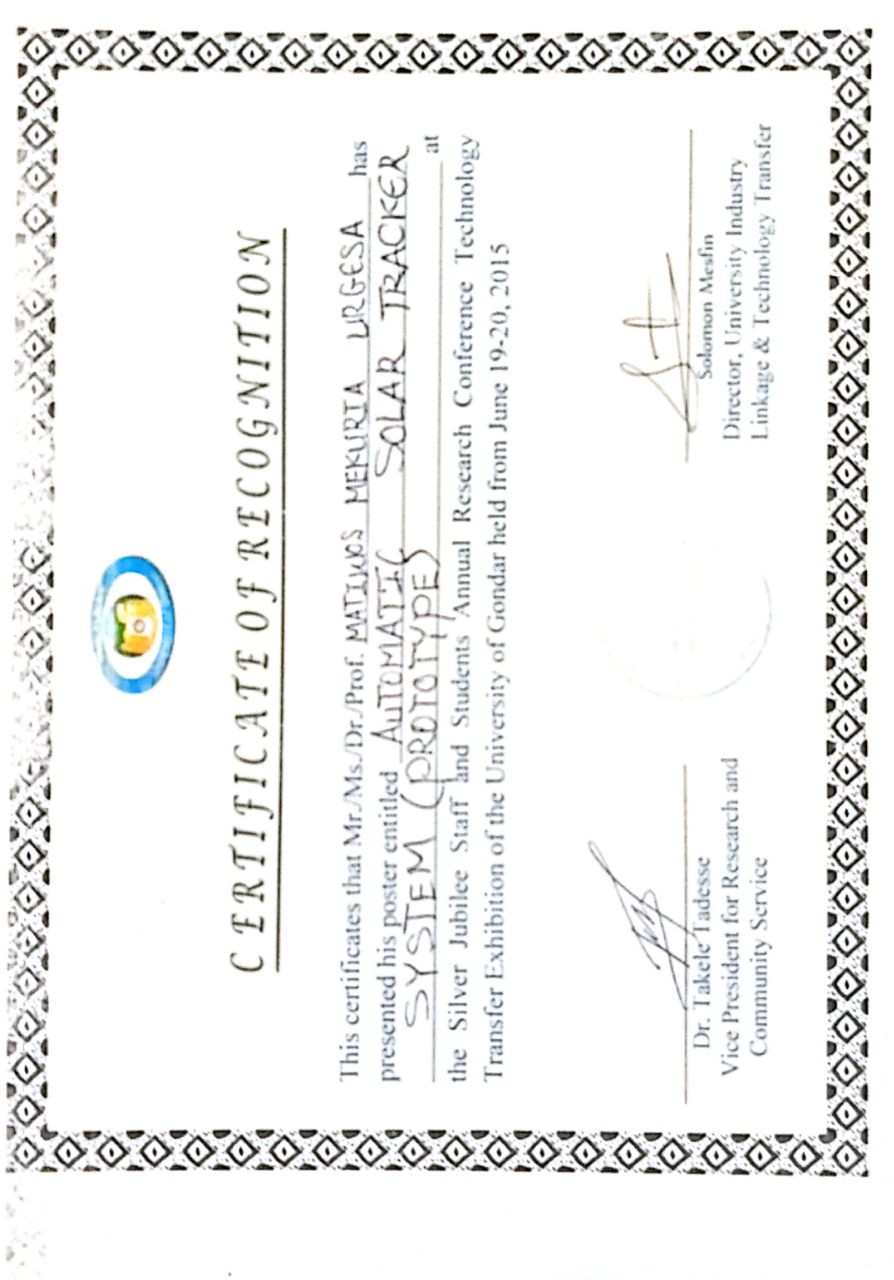 CERTIFICATE OF RECOGNITION
This certificates that Mr./Ms./Dr./Prof. MATIWOS MEKURIA URGESA has
presented his poster entitled AUTOMATIC SOLAR TRACKER
SYSTEM (PROTOTYPE) at
the Silver Jubilee Staff and Students Annual Research Conference Technology
Transfer Exhibition of the University of Gondar held from June 19-20, 2015
Dr. Takele Tadesse
Vice President for Research and
Community Service
Solomon Mesfin
Director, University Industry
Linkage & Technology Transfer